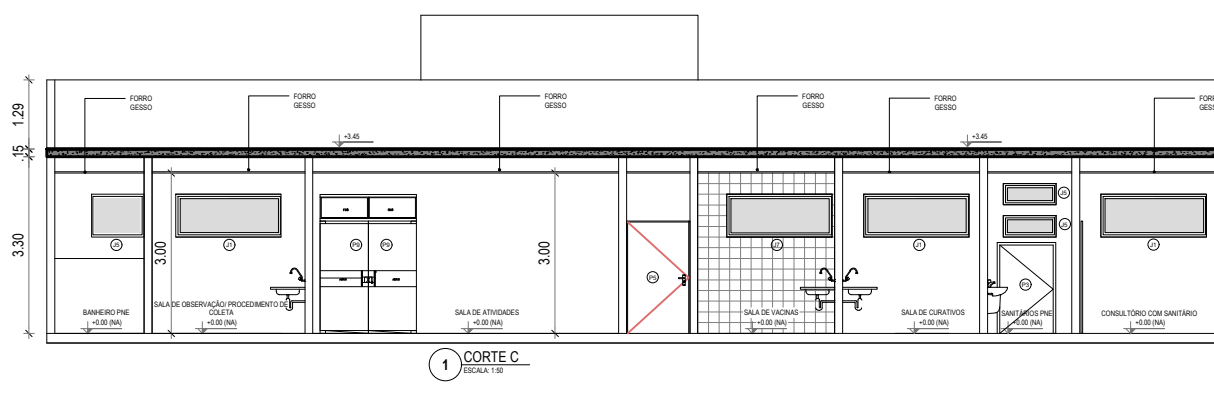 FORRO
GESSO
FORRO
GESSO
FORRO
GESSO
FORRO
GESSO
FORRO
GESSO
GESSO
1.29
.15
3.30
+3.45
+3.45
3.00
3.00
J5
J1
P9
P9
P5
J7
J1
J5
J5
P3
J1
BANHEIRO PNE
+0.00 (NA)
SALA DE OBSERVAÇÃO/ PROCEDIMENTO DE
COLETA
+0.00 (NA)
SALA DE ATIVIDADES
+0.00 (NA)
SALA DE VACINAS
+0.00 (NA)
SALA DE CURATIVOS
+0.00 (NA)
SANITÁRIOS PNE
+0.00 (NA)
CONSULTÓRIO COM SANITÁRIO
+0.00 (NA)
1
CORTE C
ESCALA: 1:50